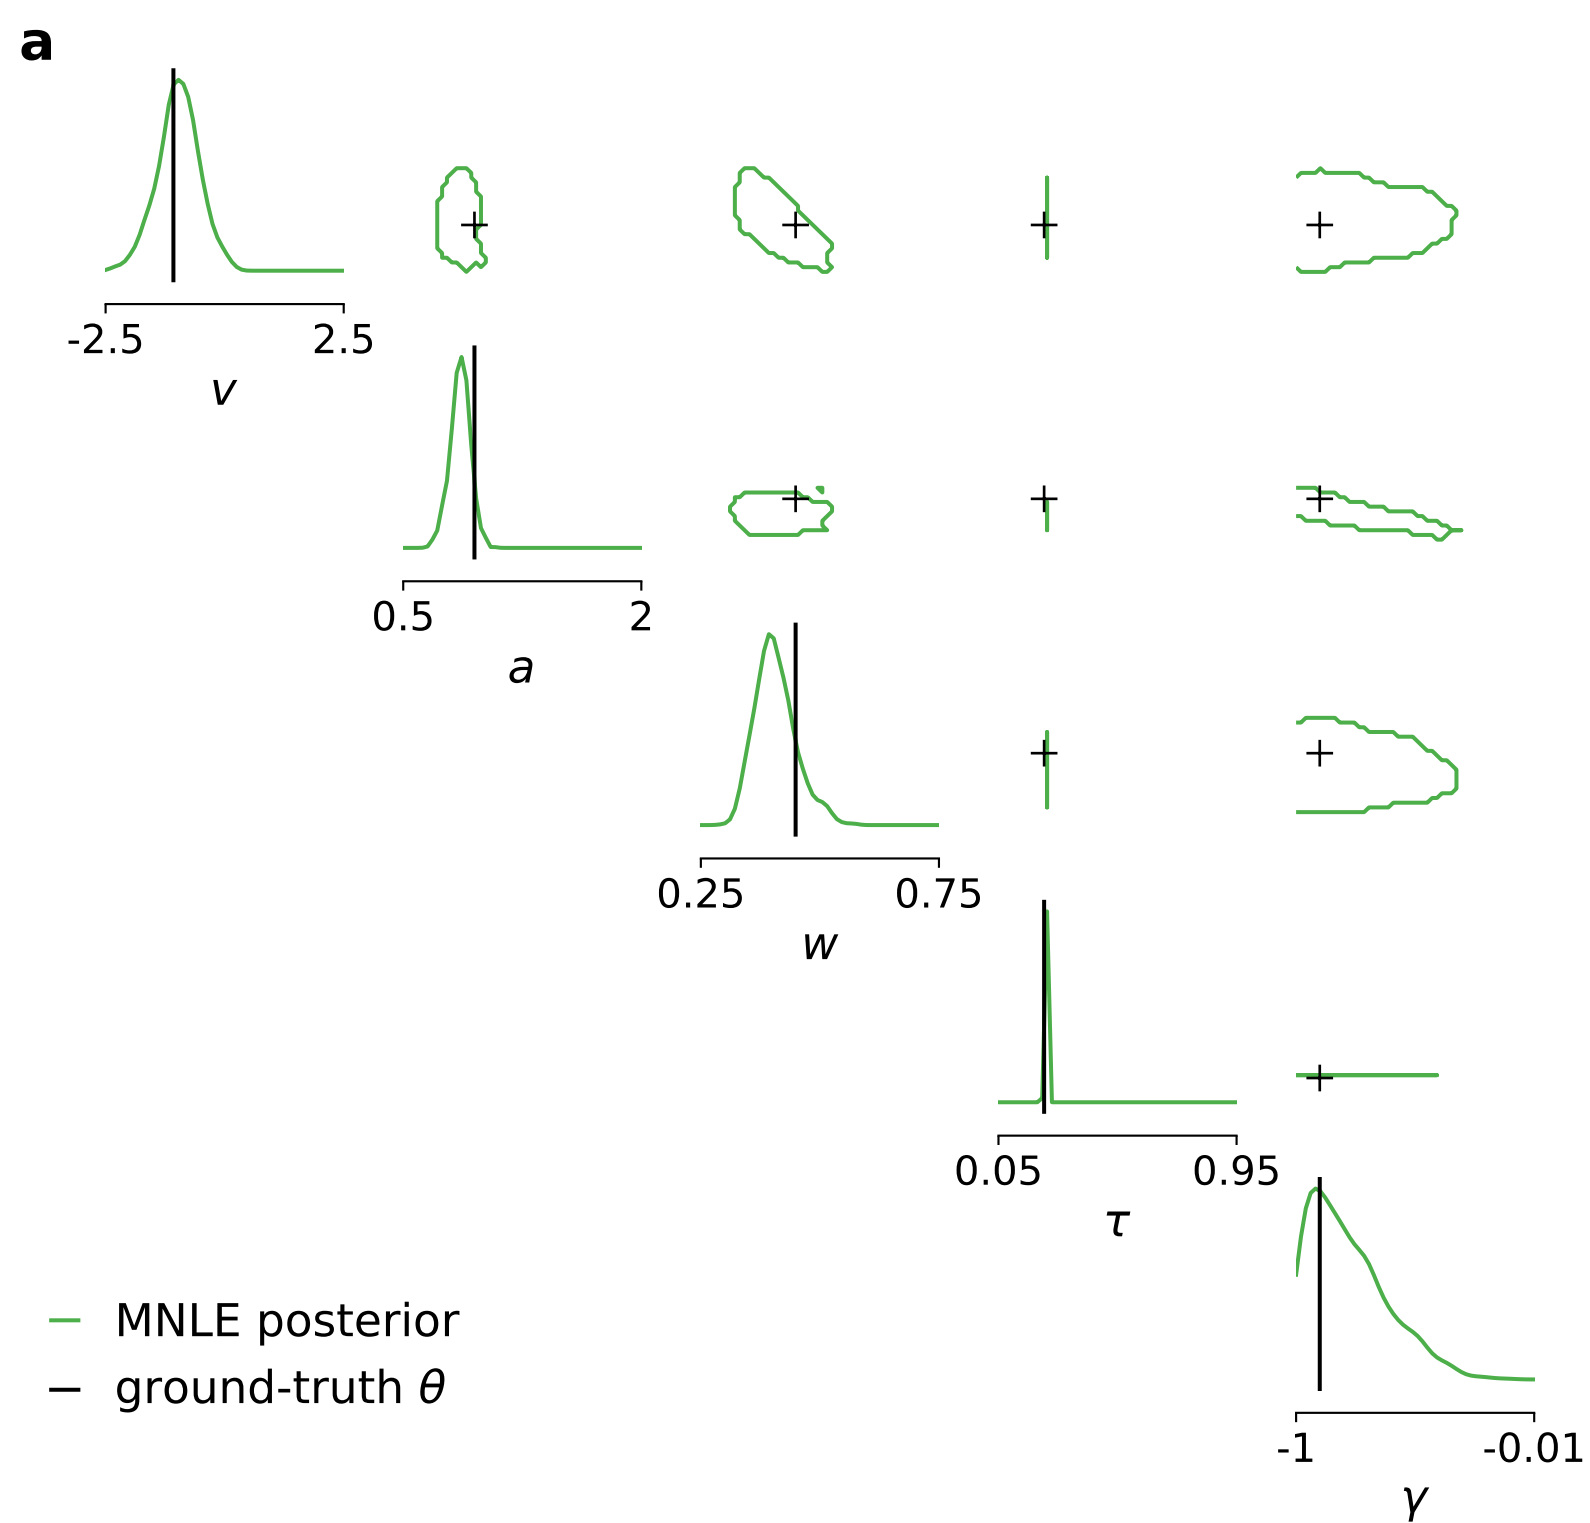 a
-2.5 2.5
v
0.5 2
a
0.25 0.75
w
0.05 0.95
τ
-1 -0.01
γ
MNLE posterior
ground-truth θ